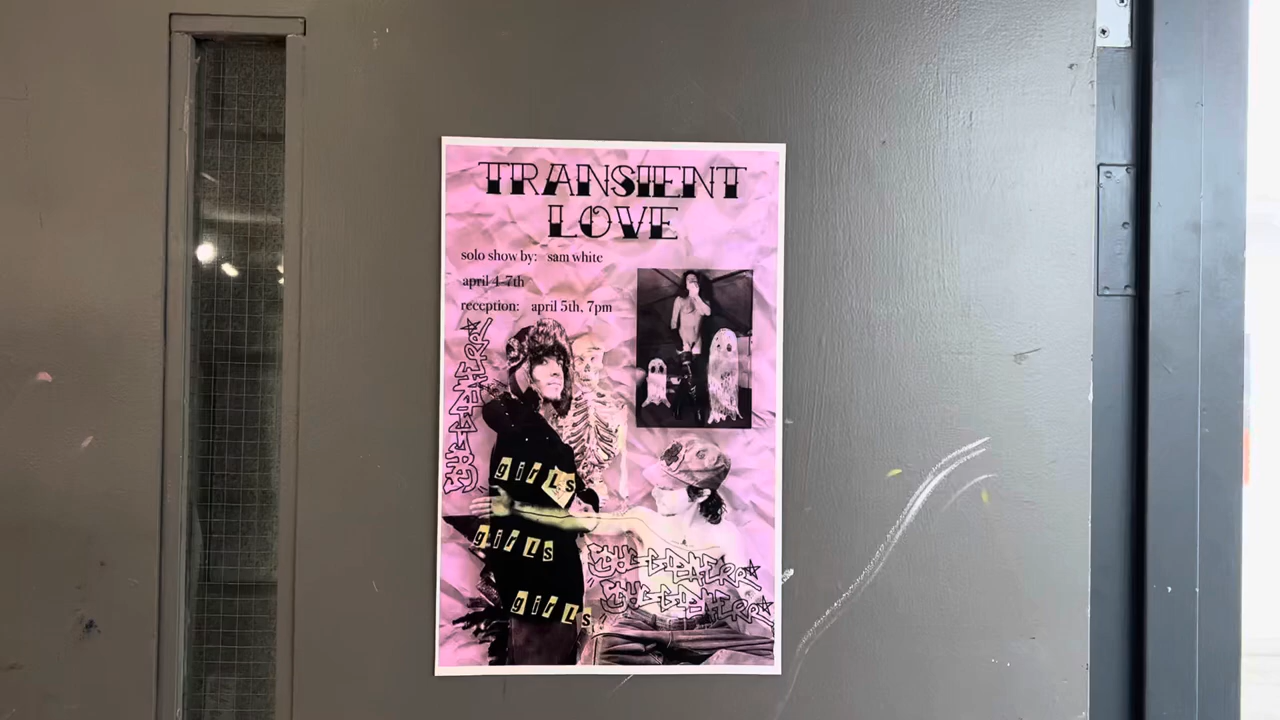 TRANSIENT
LOVE
solo show by: sam white
april 4-7th
reception: april 5th, 7pm
girls
girls
girls